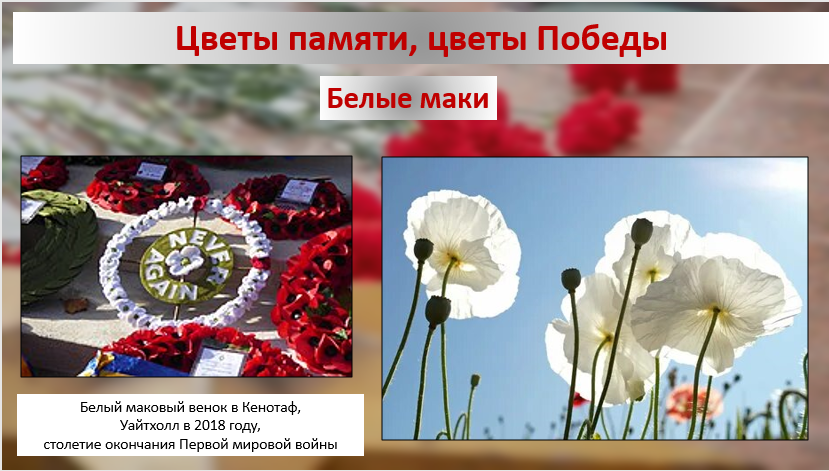 Цветы памяти, цветы Победы
Белые маки
NEVER
AGAIN
Белый маковый венок в Кенотаф,
Уайтхолл в 2018 году,
столетие окончания Первой мировой войны